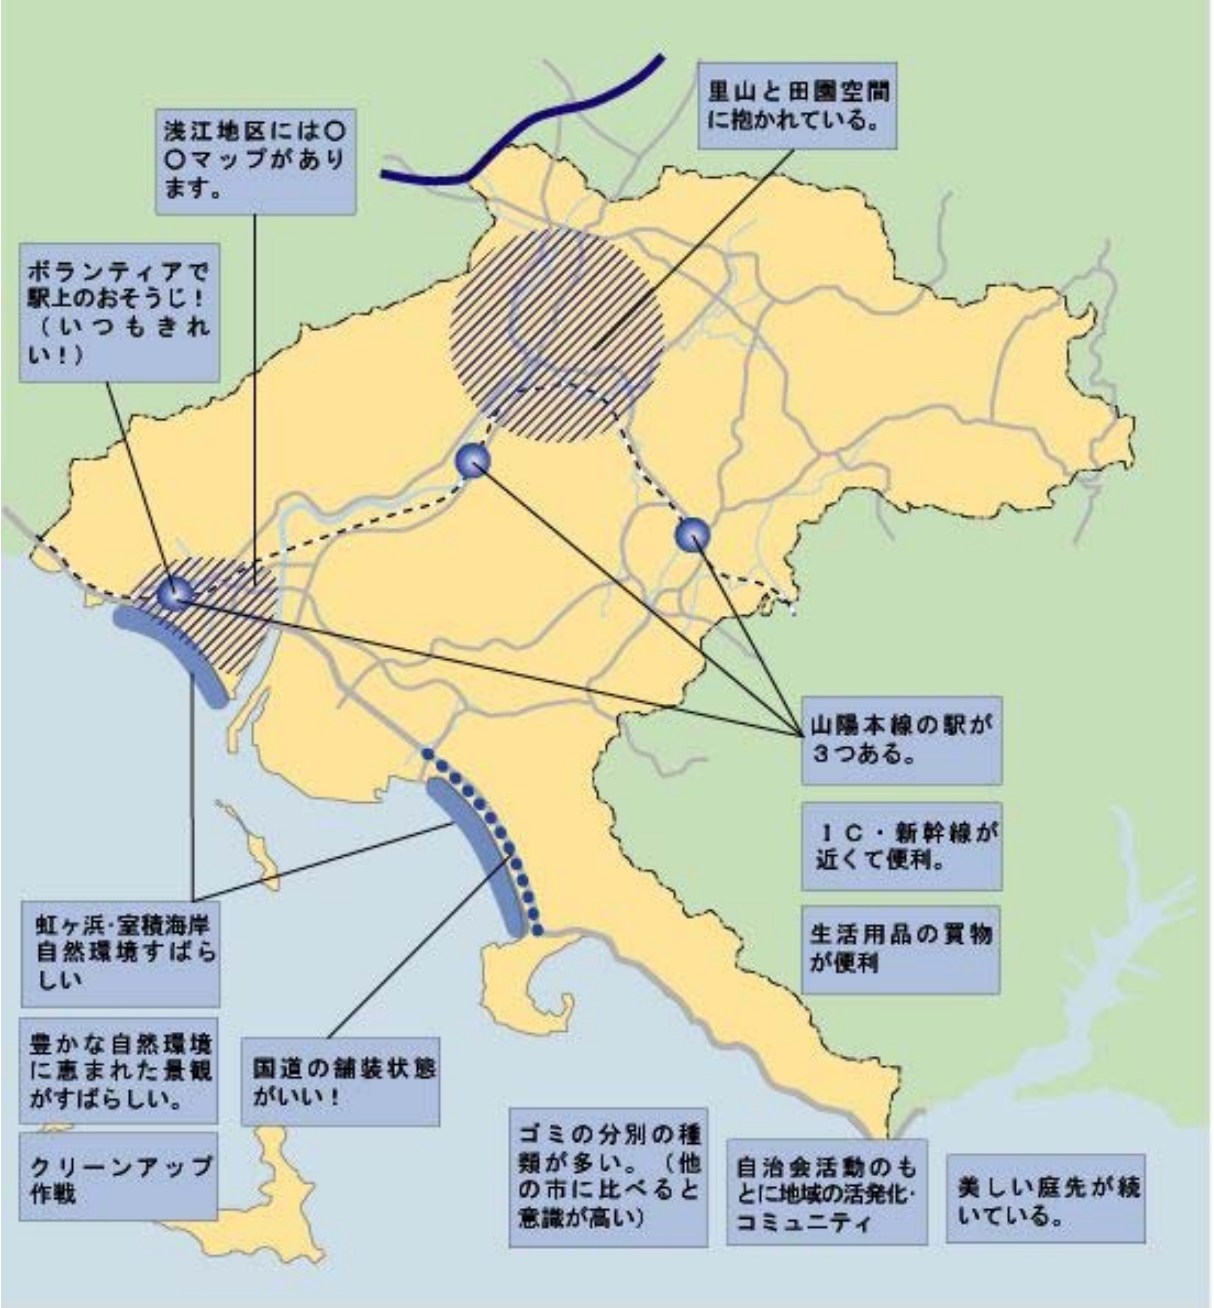 里山と田園空間
に抱かれている。
浅江地区には〇
〇マップがあり
ます。
ボランティアで
駅上のおそうじ！
（いつもきれ
い！）
山陽本線の駅が
３つある。
ＩＣ・新幹線が
近くて便利。
生活用品の買物
が便利
虹ヶ浜・室積海岸
自然環境すばら
しい
豊かな自然環境
に恵まれた景観
がすばらしい。
クリーンアップ
作戦
国道の舗装状態
がいい！
ゴミの分別の種
類が多い。（他
の市に比べると
意識が高い）
自治会活動のも
とに地域の活発化・
コミュニティ
美しい庭先が続
いている。